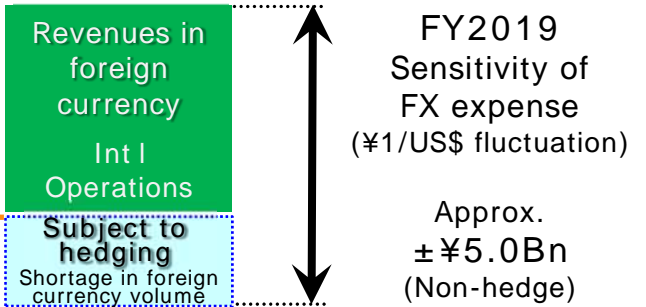 Revenues in
foreign
currency
Int l
Operations
Subject to
hedging
Shortage in foreign
currency volume
FY2019
Sensitivity of
FX expense
(¥1/US$ fluctuation)
Approx.
±¥5.0Bn
(Non-hedge)